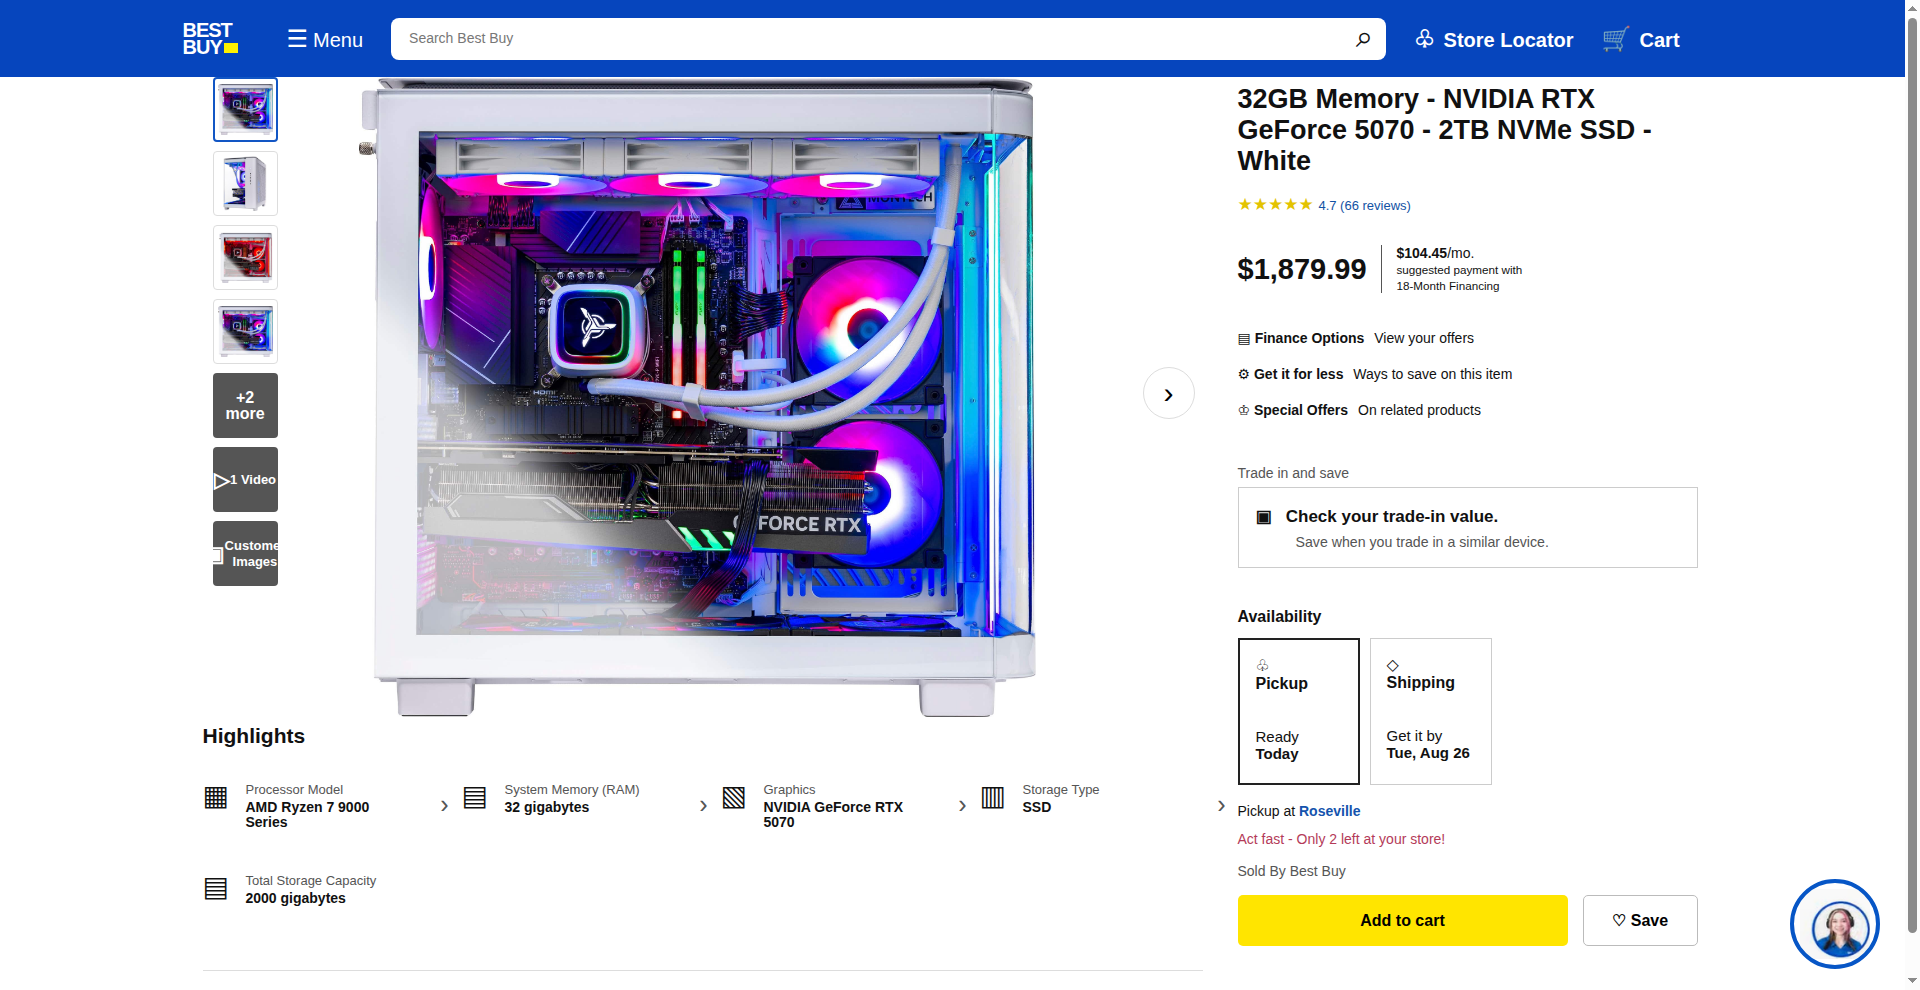 BEST
BUY
Menu
Search Best Buy
Store Locator
Cart
+2
more
1 Video
Custome
Images
FORCE RTX
32GB Memory - NVIDIA RTX
GeForce 5070 - 2TB NVMe SSD -
White
4.7 (66 reviews)
$1,879.99
$104.45/mo.
suggested payment with
18-Month Financing
Finance Options View your offers
Get it for less Ways to save on this item
Special Offers On related products
Trade in and save
Check your trade-in value.
Save when you trade in a similar device.
Availability
Pickup
Ready
Today
Shipping
Get it by
Tue, Aug 26
Pickup at Roseville
Act fast - Only 2 left at your store!
Sold By Best Buy
Add to cart
Save
Highlights
Processor Model
AMD Ryzen 7 9000
Series
System Memory (RAM)
32 gigabytes
Graphics
NVIDIA GeForce RTX
5070
Storage Type
SSD
Total Storage Capacity
2000 gigabytes